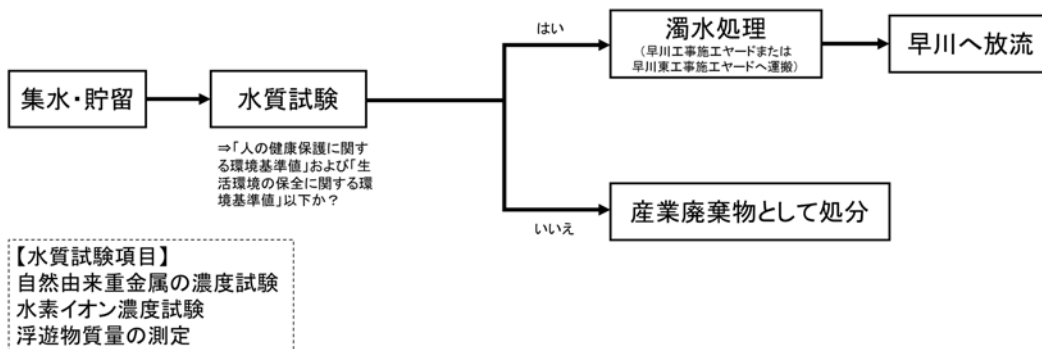 集水・貯留
水質試験
⇒「人の健康保護に関す
る環境基準値」および「生
活環境の保全に関する環
境基準値」以下か？
はい
濁水処理
（早川工事施工ヤードまたは
早川東工事施工ヤードへ運搬）
早川へ放流
いいえ
産業廃棄物として処分
【水質試験項目】
自然由来重金属の濃度試験
水素イオン濃度試験
浮遊物質量の測定